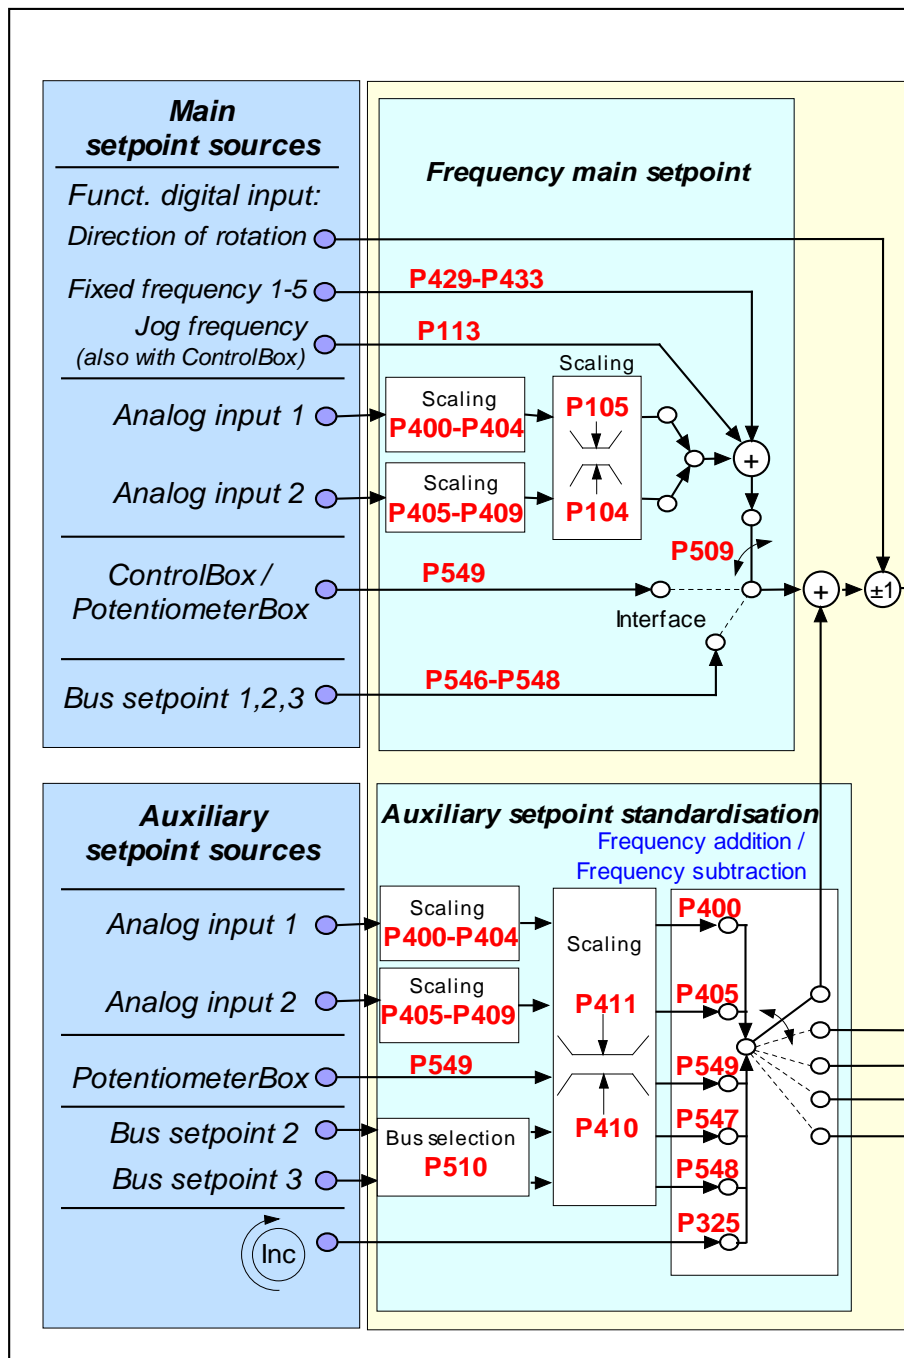 Main
setpoint sources
Funct. digital input:
Direction of rotation
Fixed frequency 1-5
Jog frequency
(also with ControlBox)
Analog input 1
Analog input 2
ControlBox /
PotentiometerBox
Bus setpoint 1,2,3
Frequency main setpoint
P429-P433
P113
Scaling
P400-P404
Scaling
P405-P409
Scaling
P105
P104
+
P509
P549
Interface
P546-P548
+
±1
Auxiliary
setpoint sources
Analog input 1
Analog input 2
PotentiometerBox
Bus setpoint 2
Bus setpoint 3
Inc
Auxiliary setpoint standardisation
Frequency addition /
Frequency subtraction
Scaling
P400-P404
Scaling
P405-P409
P549
Bus selection
P510
Scaling
P411
P410
P400
P405
P549
P547
P548
P325